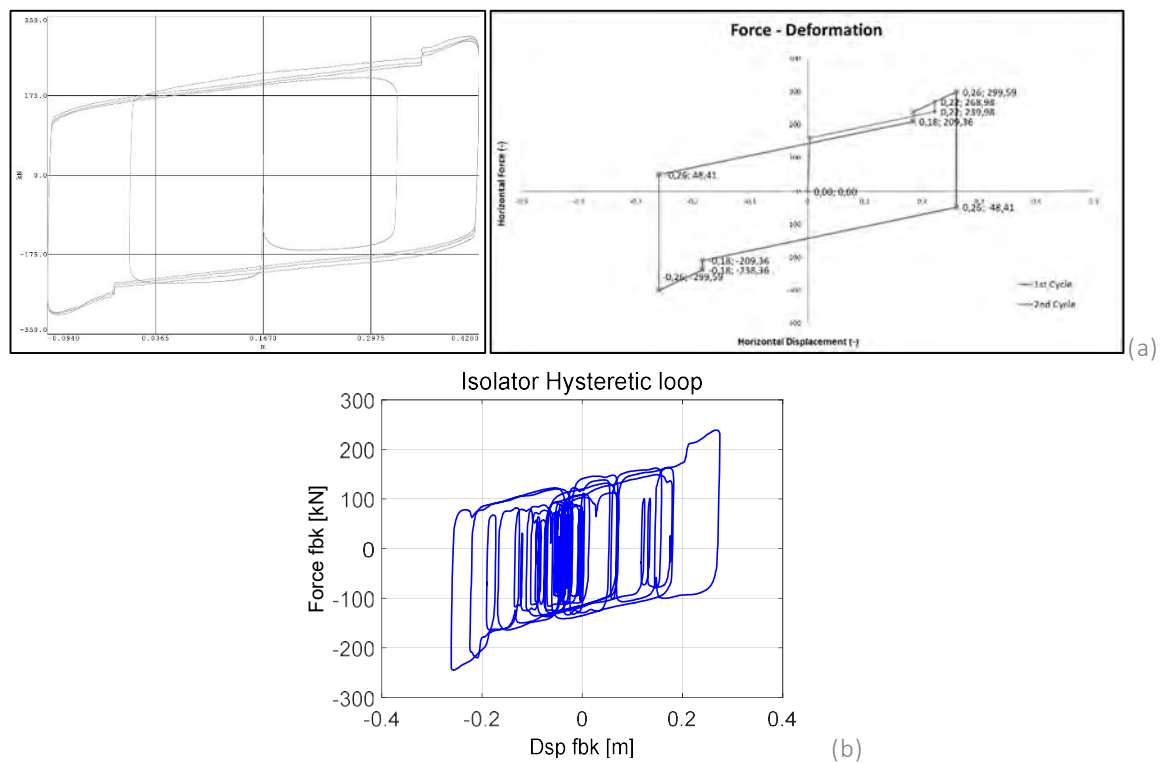 350.0
175.0
kN
0.0
-175.0
-350.0
-0.0940 0.0365 0.1670 0.2975 0.4280
m
Force - Deformation
Horizontal Force (-)
300
200
100
0,26; 299,59
0,22; 268,98
0,22; 239,98
0,18; 209,36
-0,26; 48,41
0,00; 0,00
0,26; -48,41
-0,18; -209,36
-0,18; -238,36
-0,26; -299,59
1st Cycle
2nd Cycle
Horizontal Displacement (-)
(a)
Isolator Hysteretic loop
Force fbk [kN]
300
200
100
0
-100
-200
-300
-0.4 -0.2 0 0.2 0.4
Dsp fbk [m]
(b)